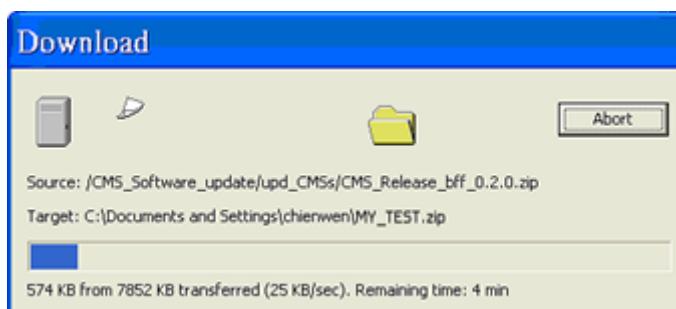 Download
Abort
Source: /CMS_Software_update/upd_CMSs/CMS_Release_bff_0.2.0.zip
Target: C:\Documents and Settings\chienwen\MY_TEST.zip
574 KB from 7852 KB transferred (25 KB/sec). Remaining time: 4 min